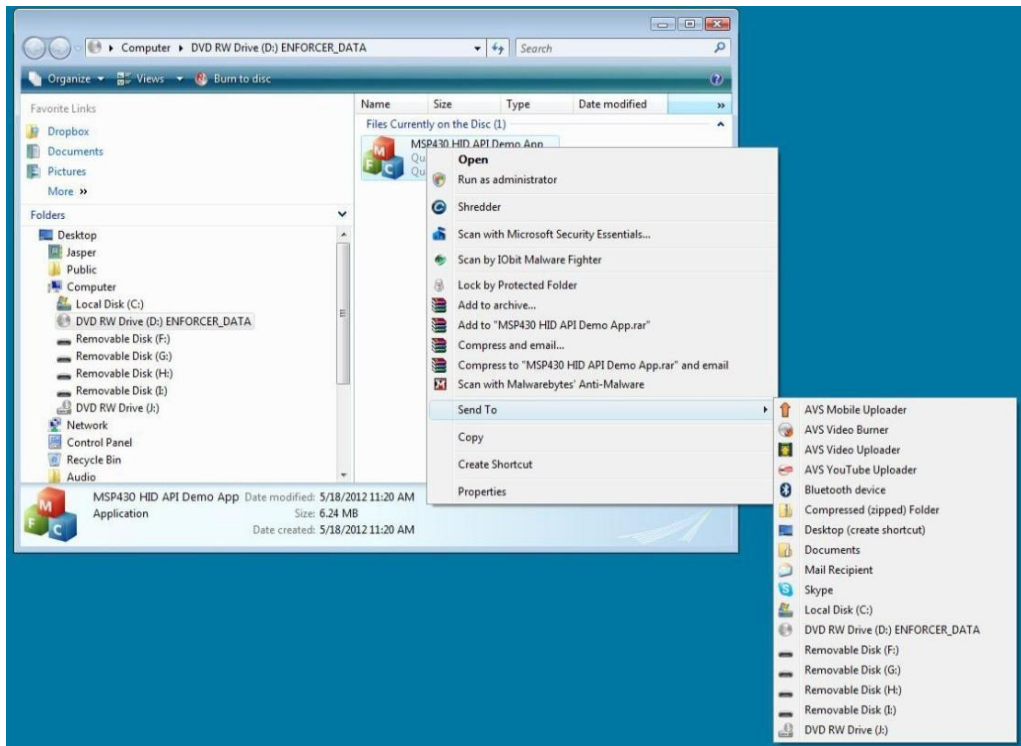 Computer ▸ DVD RW Drive (D:) ENFORCER_DATA
Search
Organize Views Burn to disc
Favorite Links
Dropbox
Documents
Pictures
More »
Folders
Desktop
Jasper
Public
Computer
Local Disk (C:)
DVD RW Drive (D:) ENFORCER_DATA
Removable Disk (F:)
Removable Disk (G:)
Removable Disk (H:)
Removable Disk (I:)
DVD RW Drive (J:)
Network
Control Panel
Recycle Bin
Audio
Name Size Type Date modified »
Files Currently on the Disc (1)
MSP430 HID API Demo App
Qu
Qu
Open
Run as administrator
Shredder
Scan with Microsoft Security Essentials...
Scan by IObit Malware Fighter
Lock by Protected Folder
Add to archive...
Add to "MSP430 HID API Demo App.rar"
Compress and email...
Compress to "MSP430 HID API Demo App.rar" and email
Scan with Malwarebytes' Anti-Malware
Send To
Copy
Create Shortcut
Properties
AVS Mobile Uploader
AVS Video Burner
AVS Video Uploader
AVS YouTube Uploader
Bluetooth device
Compressed (zipped) Folder
Desktop (create shortcut)
Documents
Mail Recipient
Skype
Local Disk (C:)
DVD RW Drive (D:) ENFORCER_DATA
Removable Disk (F:)
Removable Disk (G:)
Removable Disk (H:)
Removable Disk (I:)
DVD RW Drive (J:)
MSP430 HID API Demo App Date modified: 5/18/2012 11:20 AM
Application Size: 6.24 MB
Date created: 5/18/2012 11:20 AM